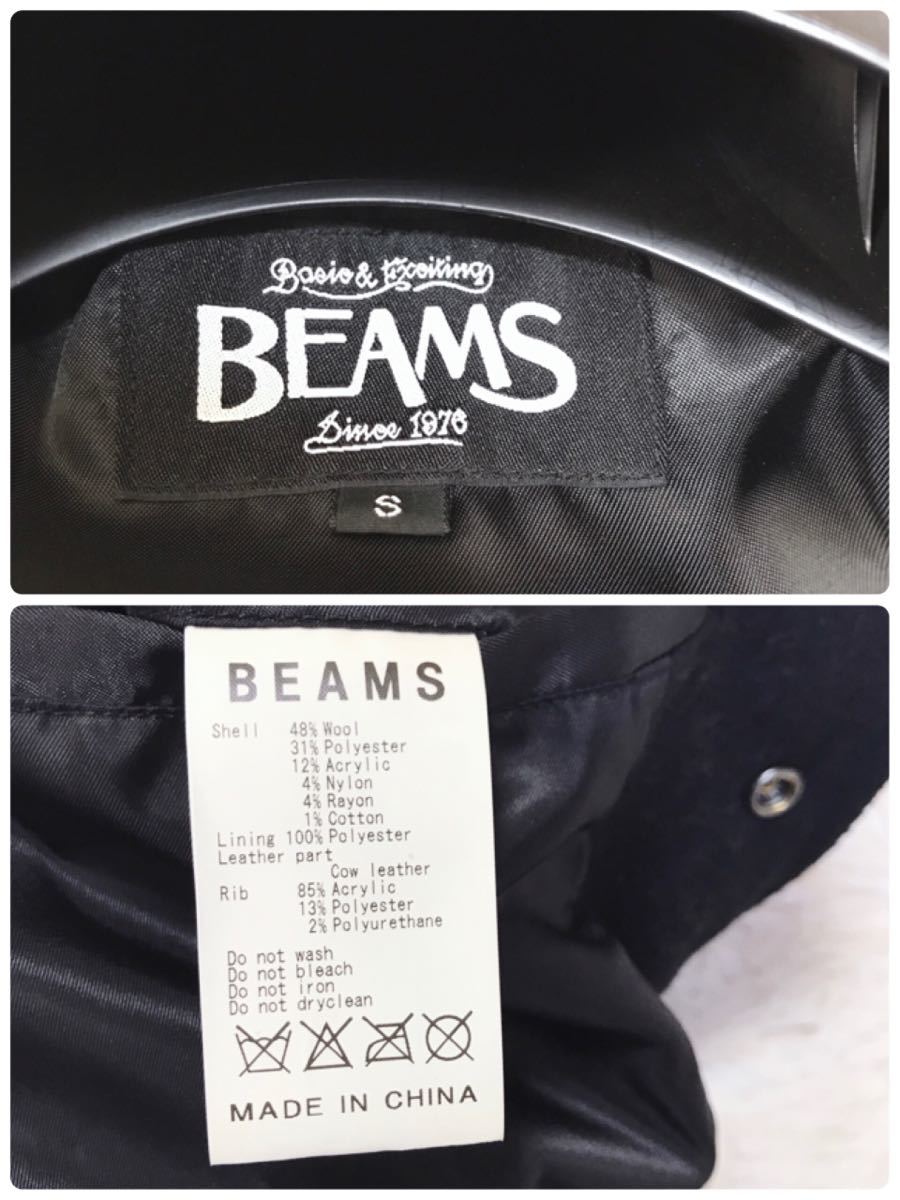 Basic & Exciting
BEAMS
Since 1976
S
BEAMS
Shell 48% Wool
31% Polyester
12% Acrylic
4% Nylon
4% Rayon
1% Cotton
Lining 100% Polyester
Leather part
Cow leather
Rib 85% Acrylic
13% Polyester
2% Polyurethane
Do not wash
Do not bleach
Do not iron
Do not dryclean
MADE IN CHINA